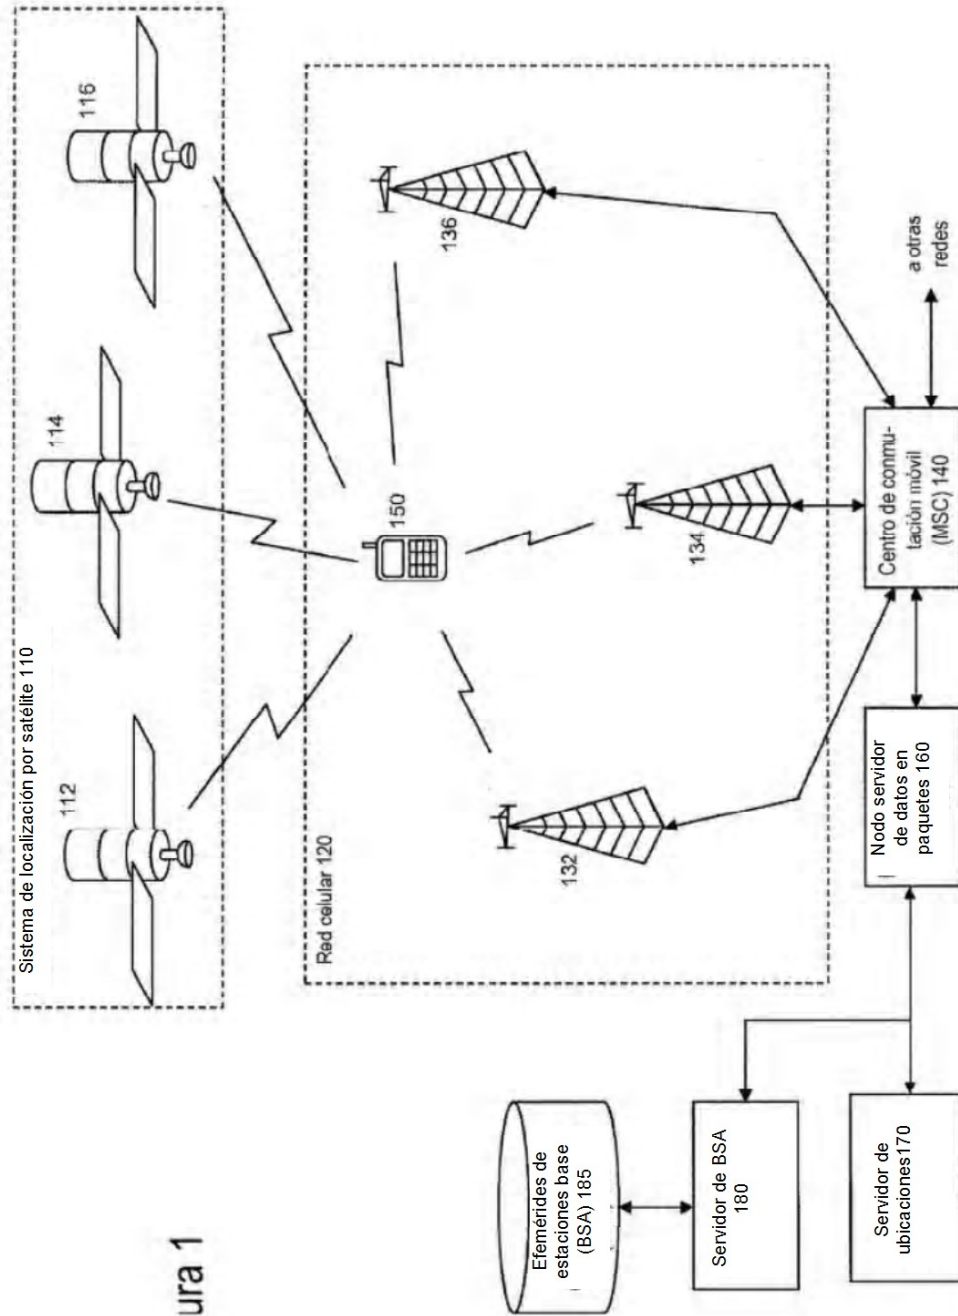 Sistema de localización por satélite 110
112
114
116
Red celular 120
150
132
134
136
Centro de conmu-
tación móvil
(MSC) 140
a otras
redes
Nodo servidor
de datos en
paquetes 160
Efemérides de
estaciones base
(BSA) 185
Servidor de BSA
180
Servidor de
ubicaciones170
ura 1